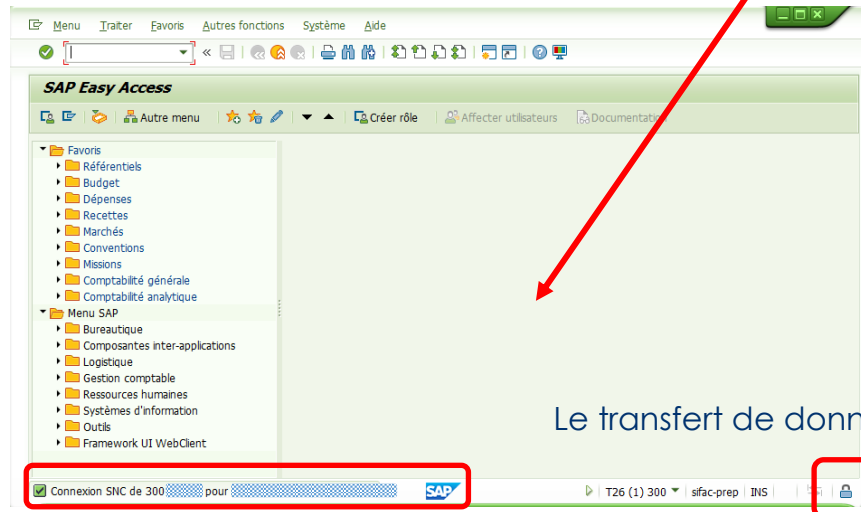 Menu Traiter Favoris Autres fonctions Système Aide
«
SAP Easy Access
Autre menu Créer rôle Affecter utilisateurs Documentation
Favoris
Référentiels
Budget
Dépenses
Recettes
Marchés
Conventions
Missions
Comptabilité générale
Comptabilité analytique
Menu SAP
Bureautique
Composantes inter-applications
Logistique
Gestion comptable
Ressources humaines
Systèmes d'information
Outils
Framework UI WebClient
Le transfert de donn
Connexion SNC de 300 pour SAP T26 (1) 300 sifac-prep INS